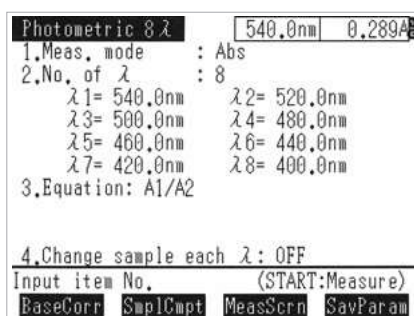 Photometric 8λ 540.0nm 0.289A
1.Meas. mode : Abs
2.No. of λ : 8
λ1= 540.0nm λ2= 520.0nm
λ3= 500.0nm λ4= 480.0nm
λ5= 460.0nm λ6= 440.0nm
λ7= 420.0nm λ8= 400.0nm
3.Equation: A1/A2
4.Change sample each λ: OFF
Input item No. (START:Measure)
BaseCorr SmplCmpt MeasScrn SavParam